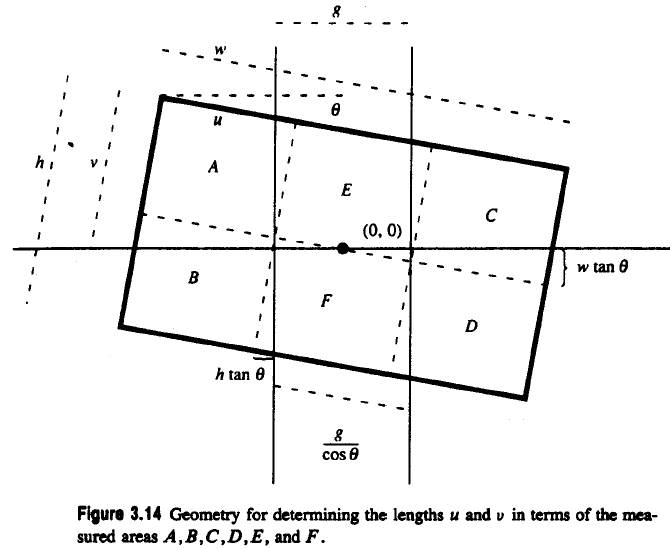 g
w
θ
u
h
v
A
E
C
(0, 0)
w tan θ
B
F
D
h tan θ
g
cos θ
Figure 3.14 Geometry for determining the lengths u and v in terms of the mea-
sured areas A, B, C, D, E, and F.